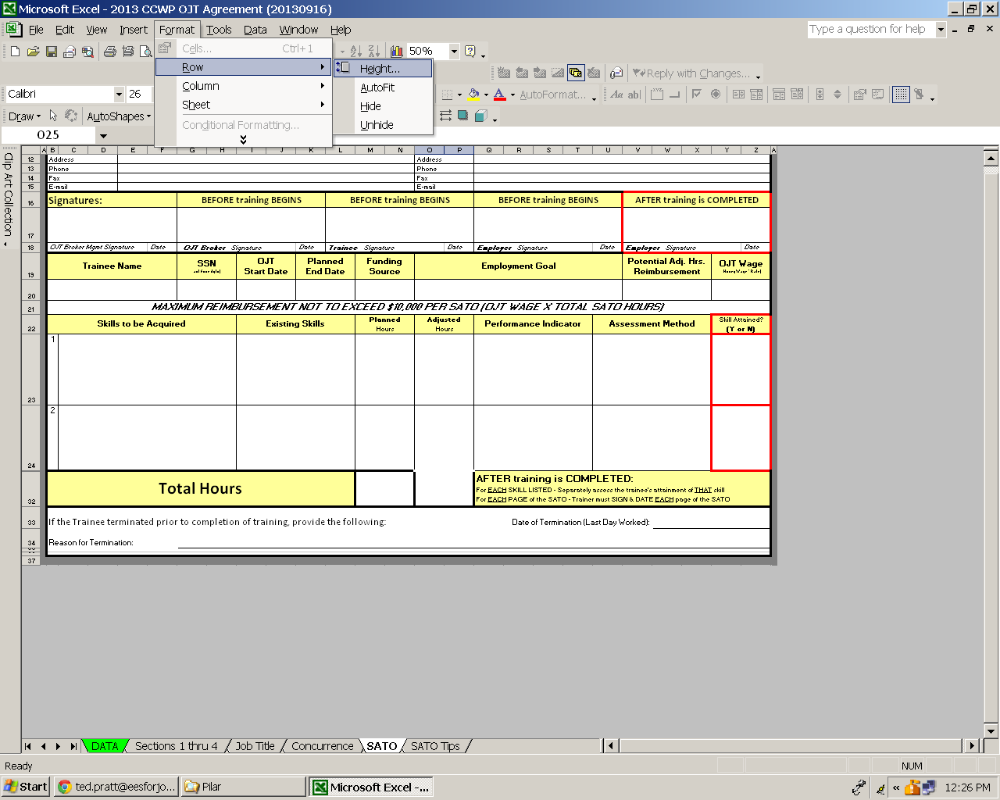 Microsoft Excel - 2013 CCWP OJT Agreement (20130916)
File Edit View Insert Format Tools Data Window Help
Type a question for help
Cells... Ctrl+1
50%
Row
Height...
Reply with Changes...
Column
AutoFit
Calibri 26
AutoFormat...
Sheet
Hide
Draw AutoShapes
Conditional Formatting...
Unhide
O25
Clip Art Collection
A B C D E F G H I J K L M N O P Q R S T U V W X Y Z A
12 Address Address
13 Phone Phone
14 Fax Fax
15 E-mail E-mail
16 Signatures: BEFORE training BEGINS BEFORE training BEGINS BEFORE training BEGINS AFTER training is COMPLETED
17
18 OJT Broker Mgmt Signature Date OJT Broker Signature Date Trainee Signature Date Employer Signature Date Employer Signature Date
19 Trainee Name SSN OJT Start Date Planned End Date Funding Source Employment Goal Potential Adj. Hrs. Reimbursement OJT Wage
20
21 MAXIMUM REIMBURSEMENT NOT TO EXCEED $10,000 PER SATO (OJT WAGE X TOTAL SATO HOURS)
22 Skills to be Acquired Existing Skills Planned Hours Adjusted Hours Performance Indicator Assessment Method Skill Attained? (Y or N)
1
23
2
24
AFTER training is COMPLETED:
32 Total Hours For EACH SKILL LISTED - Separately assess the trainee's attainment of THAT skill
For EACH PAGE of the SATO - Trainer must SIGN & DATE EACH page of the SATO
33 If the Trainee terminated prior to completion of training, provide the following: Date of Termination (Last Day Worked):
34 Reason for Termination:
37
DATA Sections 1 thru 4 Job Title Concurrence SATO SATO Tips
Ready NUM
Start ted.pratt@eesforjo... Pilar Microsoft Excel -... « 12:26 PM